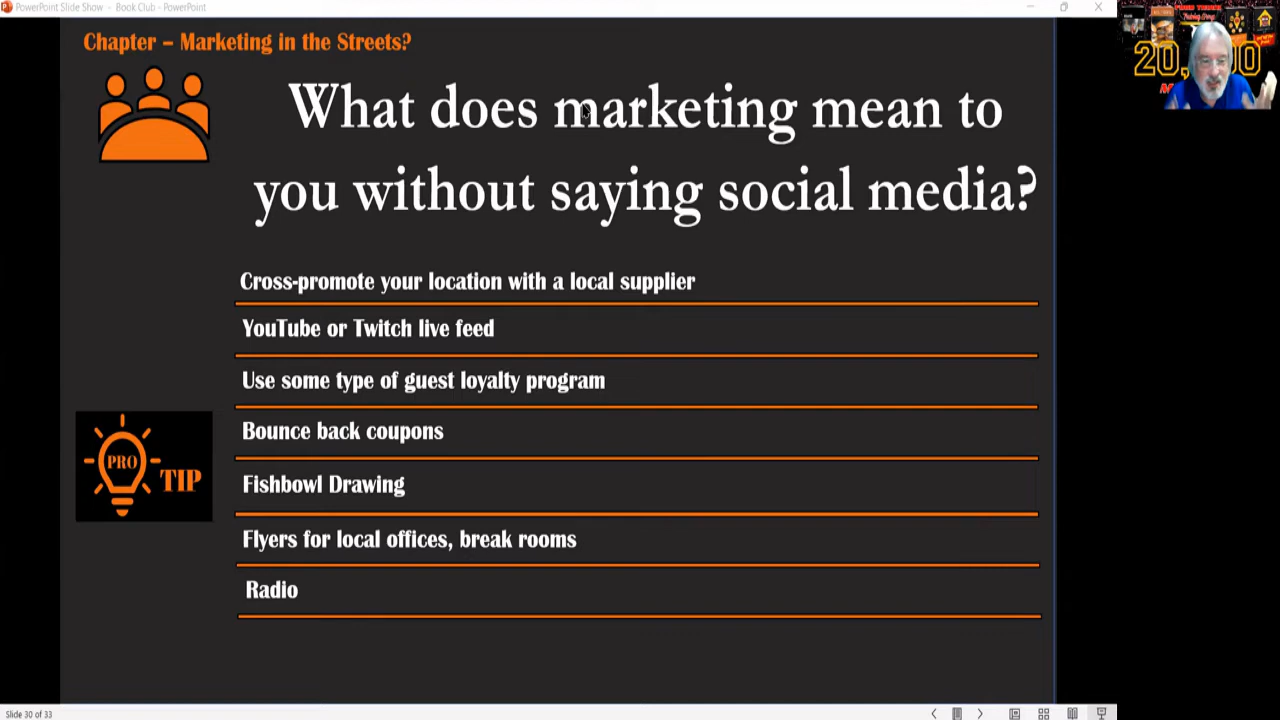 PowerPoint Slide Show - Book Club - PowerPoint
Chapter – Marketing in the Streets?
What does marketing mean to
you without saying social media?
Cross-promote your location with a local supplier
YouTube or Twitch live feed
Use some type of guest loyalty program
Bounce back coupons
PRO
TIP
Fishbowl Drawing
Flyers for local offices, break rooms
Radio
Slide 30 of 33